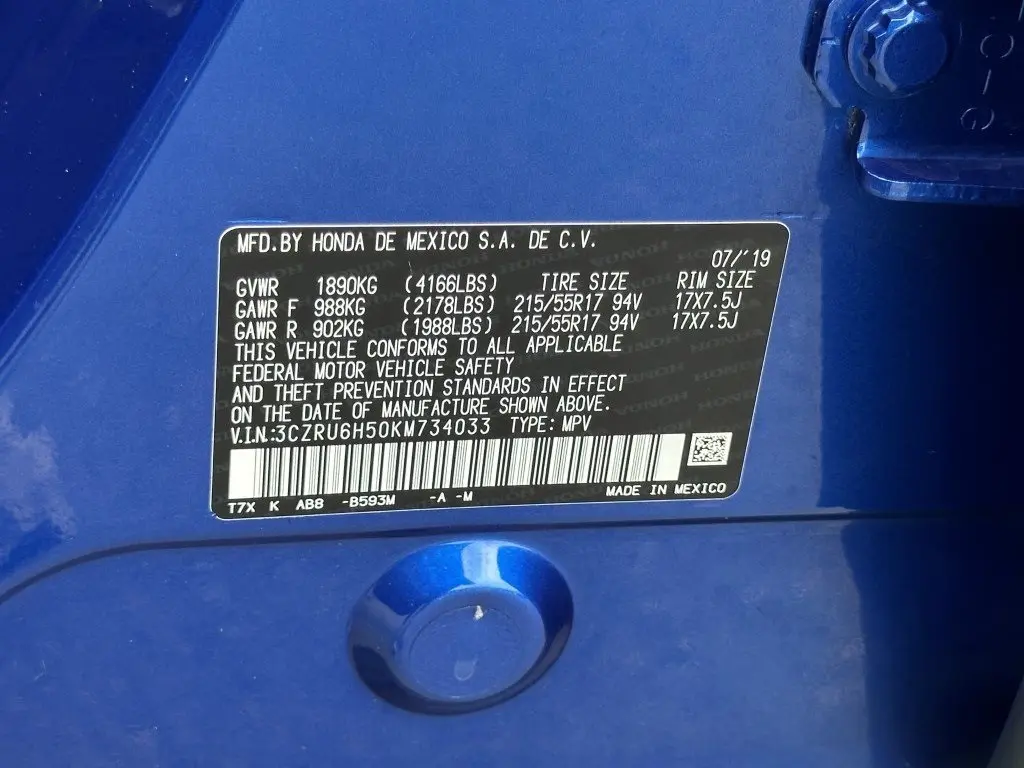 MFD.BY HONDA DE MEXICO S.A. DE C.V.
07/'19
GVWR 1890KG (4166LBS) TIRE SIZE RIM SIZE
GAWR F 988KG (2178LBS) 215/55R17 94V 17X7.5J
GAWR R 902KG (1988LBS) 215/55R17 94V 17X7.5J
THIS VEHICLE CONFORMS TO ALL APPLICABLE
FEDERAL MOTOR VEHICLE SAFETY
AND THEFT PREVENTION STANDARDS IN EFFECT
ON THE DATE OF MANUFACTURE SHOWN ABOVE.
V.I.N:3CZRU6H50KM734033 TYPE: MPV
T7X K AB8 -B593M -A -M MADE IN MEXICO